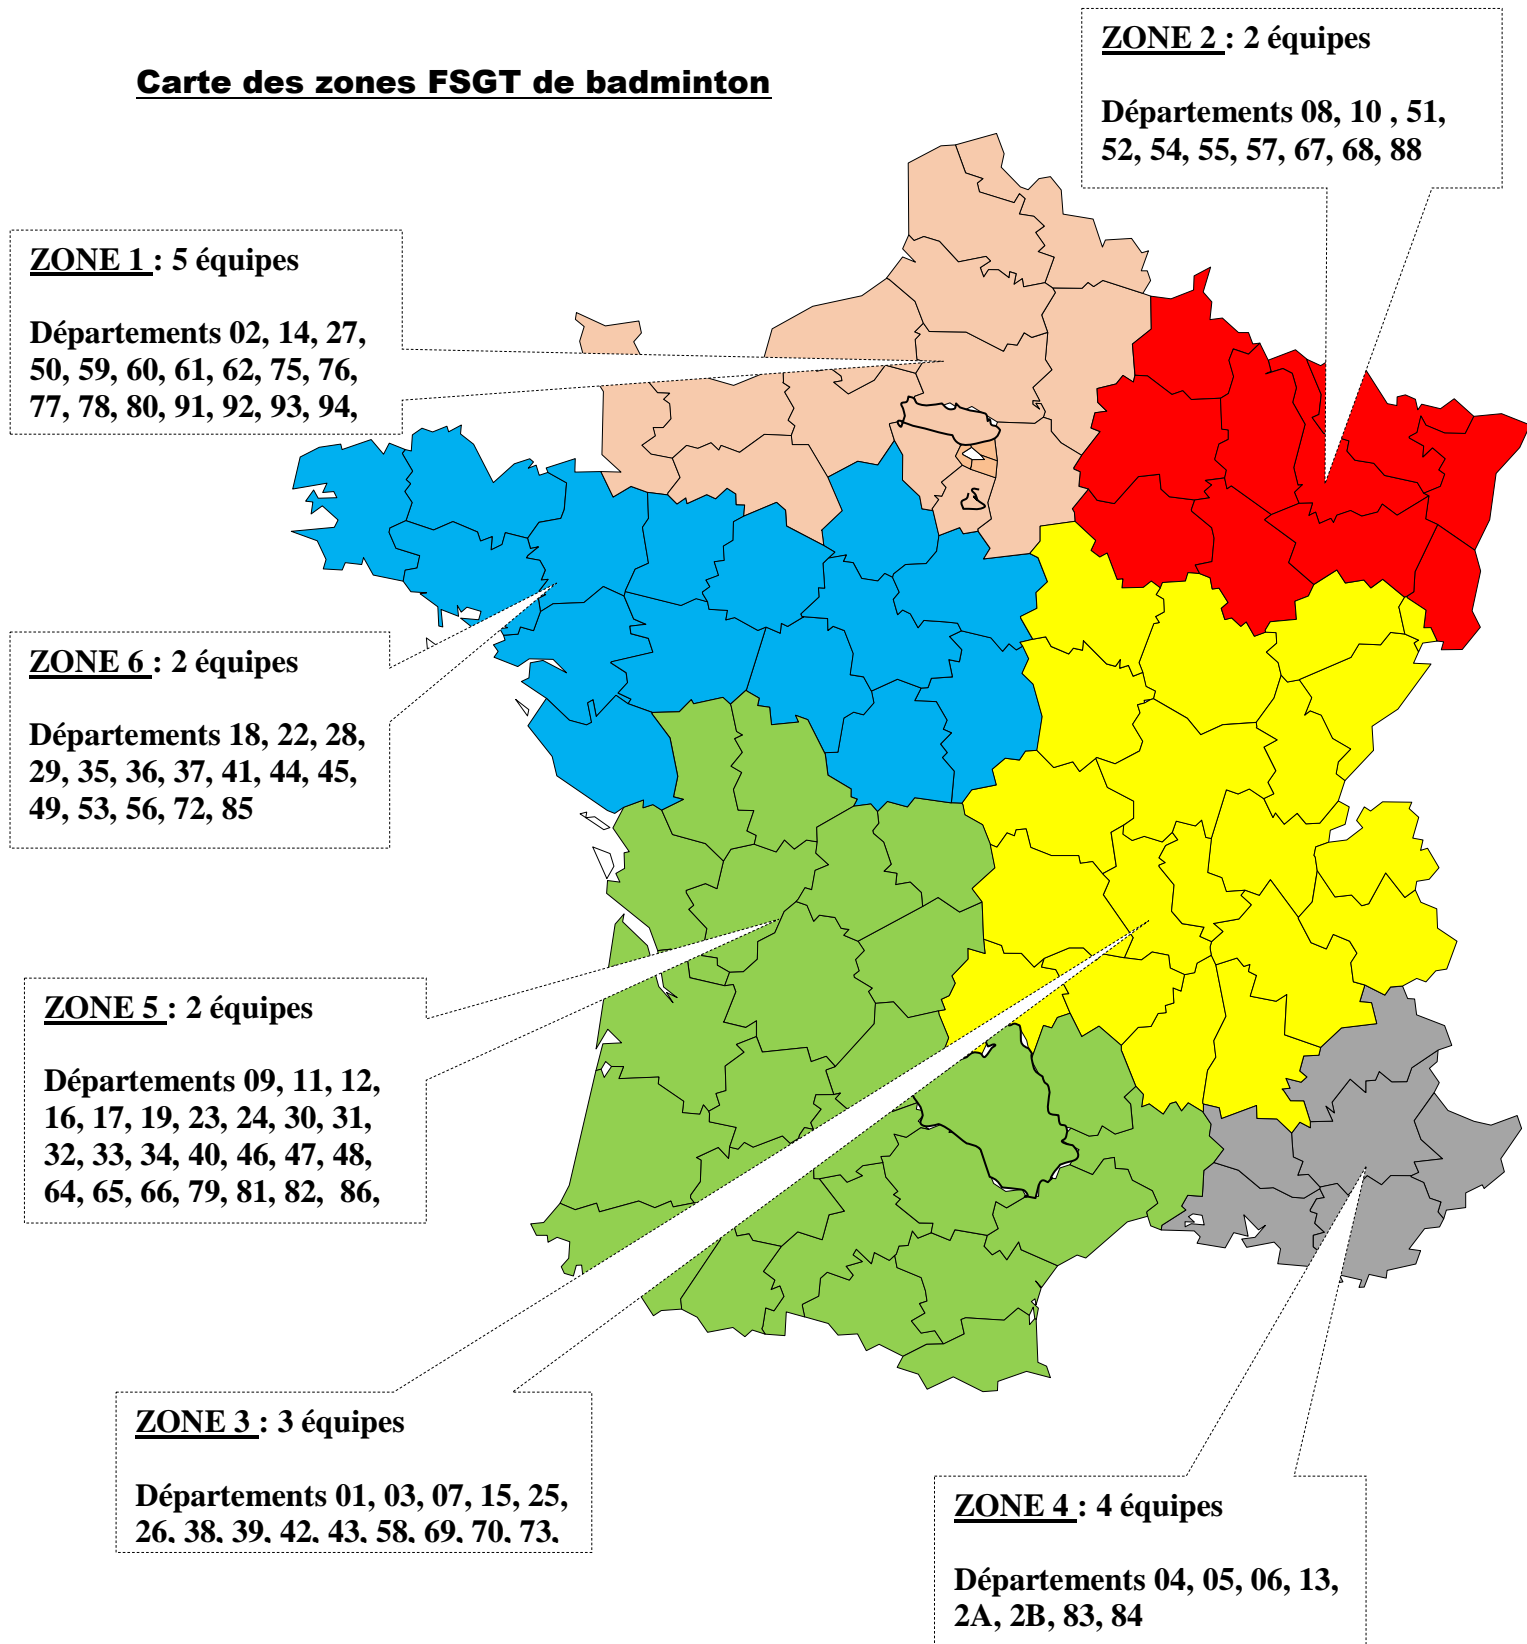 Carte des zones FSGT de badminton
ZONE 2 : 2 équipes
Départements 08, 10 , 51,
52, 54, 55, 57, 67, 68, 88
ZONE 1 : 5 équipes
Départements 02, 14, 27,
50, 59, 60, 61, 62, 75, 76,
77, 78, 80, 91, 92, 93, 94,
ZONE 6 : 2 équipes
Départements 18, 22, 28,
29, 35, 36, 37, 41, 44, 45,
49, 53, 56, 72, 85
ZONE 5 : 2 équipes
Départements 09, 11, 12,
16, 17, 19, 23, 24, 30, 31,
32, 33, 34, 40, 46, 47, 48,
64, 65, 66, 79, 81, 82, 86,
ZONE 3 : 3 équipes
Départements 01, 03, 07, 15, 25,
26, 38, 39, 42, 43, 58, 69, 70, 73,
ZONE 4 : 4 équipes
Départements 04, 05, 06, 13,
2A, 2B, 83, 84